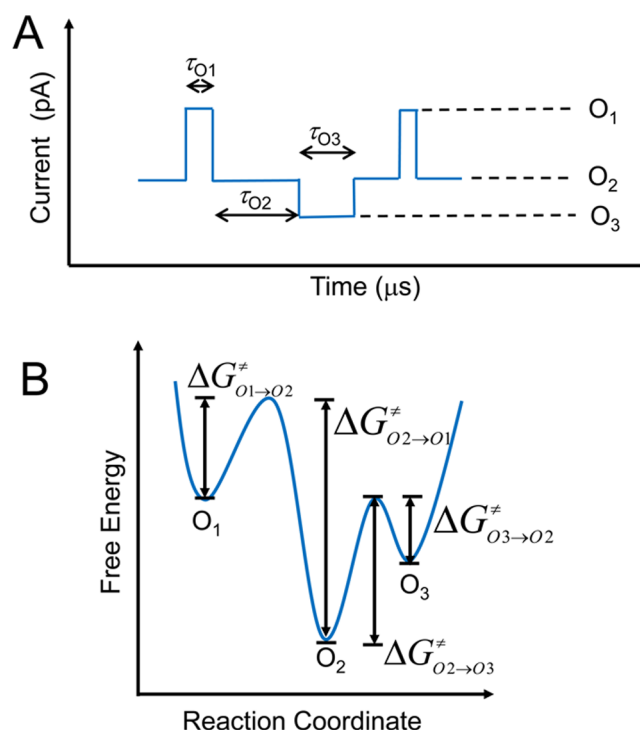 A
Current (pA)
τO1
τO2
τO3
O1
O2
O3
Time (μs)
B
Free Energy
ΔG≠O1→O2
ΔG≠O2→O1
ΔG≠O3→O2
ΔG≠O2→O3
O1
O2
O3
Reaction Coordinate